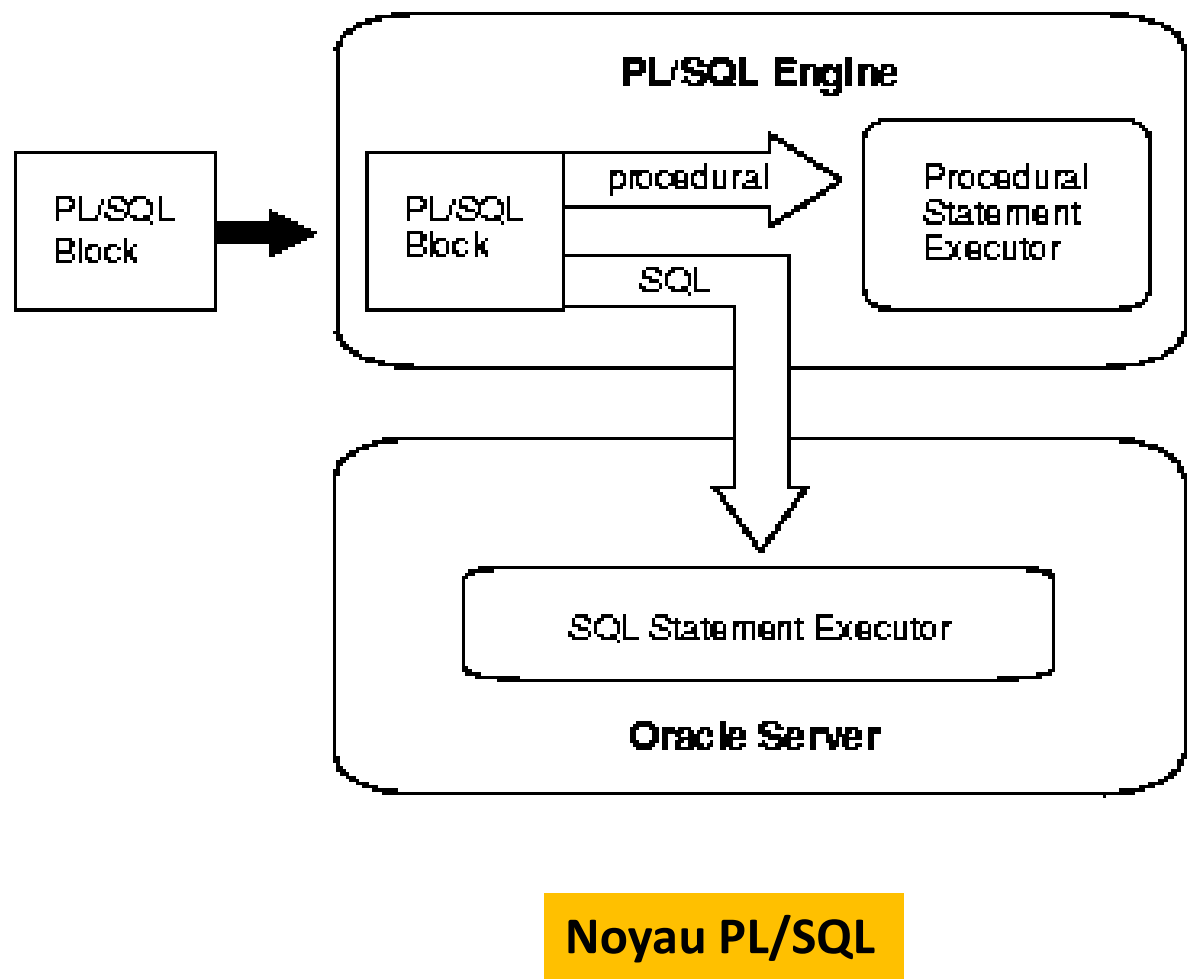 PL/SQL Engine
PL/SQL
Block
PL/SQL
Block
procedural
SQL
Procedural
Statement
Executor
SQL Statement Executor
Oracle Server
Noyau PL/SQL